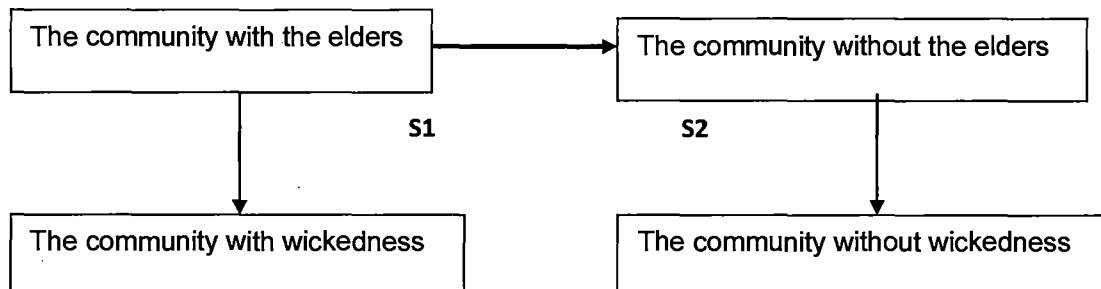 The community with the elders
The community without the elders
S1
S2
The community with wickedness
The community without wickedness